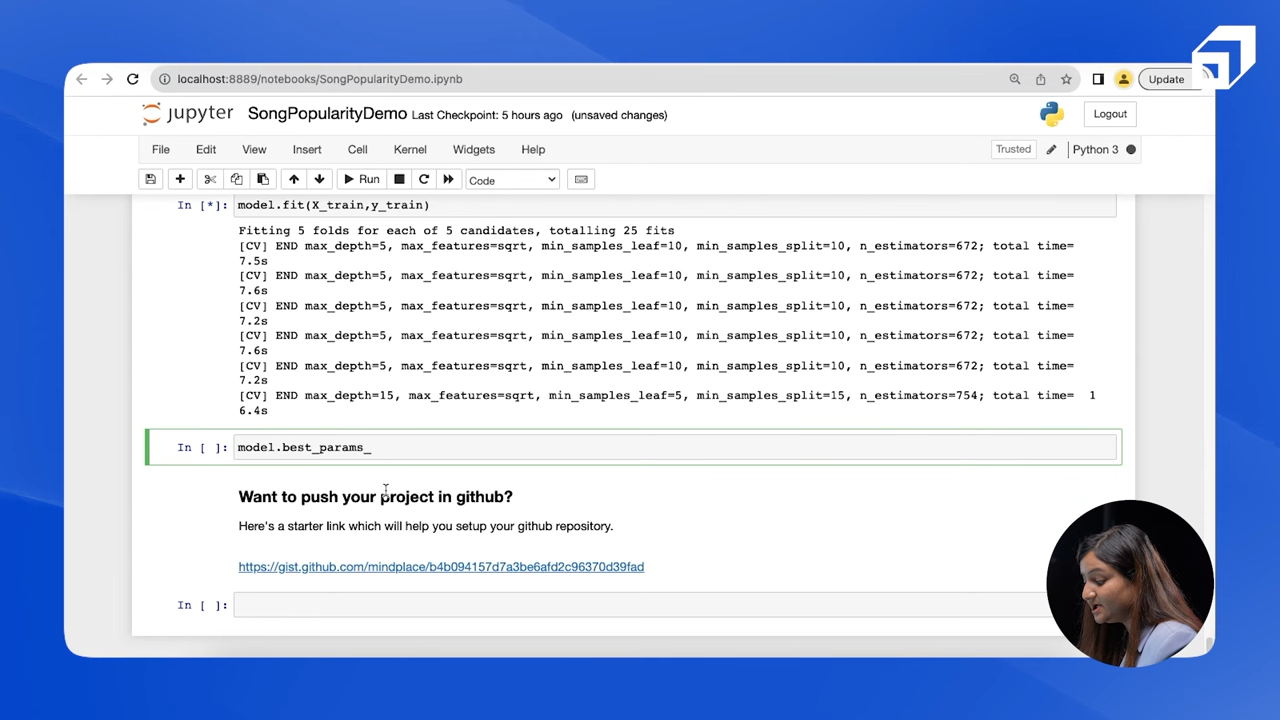 localhost:8889/notebooks/SongPopularityDemo.ipynb
Update
jupyter SongPopularityDemo Last Checkpoint: 5 hours ago (unsaved changes)
Logout
File Edit View Insert Cell Kernel Widgets Help
Trusted Python 3
Run Code
In [*]: model.fit(X_train,y_train)
Fitting 5 folds for each of 5 candidates, totalling 25 fits
[CV] END max_depth=5, max_features=sqrt, min_samples_leaf=10, min_samples_split=10, n_estimators=672; total time=
7.5s
[CV] END max_depth=5, max_features=sqrt, min_samples_leaf=10, min_samples_split=10, n_estimators=672; total time=
7.6s
[CV] END max_depth=5, max_features=sqrt, min_samples_leaf=10, min_samples_split=10, n_estimators=672; total time=
7.2s
[CV] END max_depth=5, max_features=sqrt, min_samples_leaf=10, min_samples_split=10, n_estimators=672; total time=
7.6s
[CV] END max_depth=5, max_features=sqrt, min_samples_leaf=10, min_samples_split=10, n_estimators=672; total time=
7.2s
[CV] END max_depth=15, max_features=sqrt, min_samples_leaf=5, min_samples_split=15, n_estimators=754; total time= 1
6.4s
In [ ]: model.best_params_
Want to push your project in github?
Here's a starter link which will help you setup your github repository.
https://gist.github.com/mindplace/b4b094157d7a3be6afd2c96370d39fad
In [ ]: